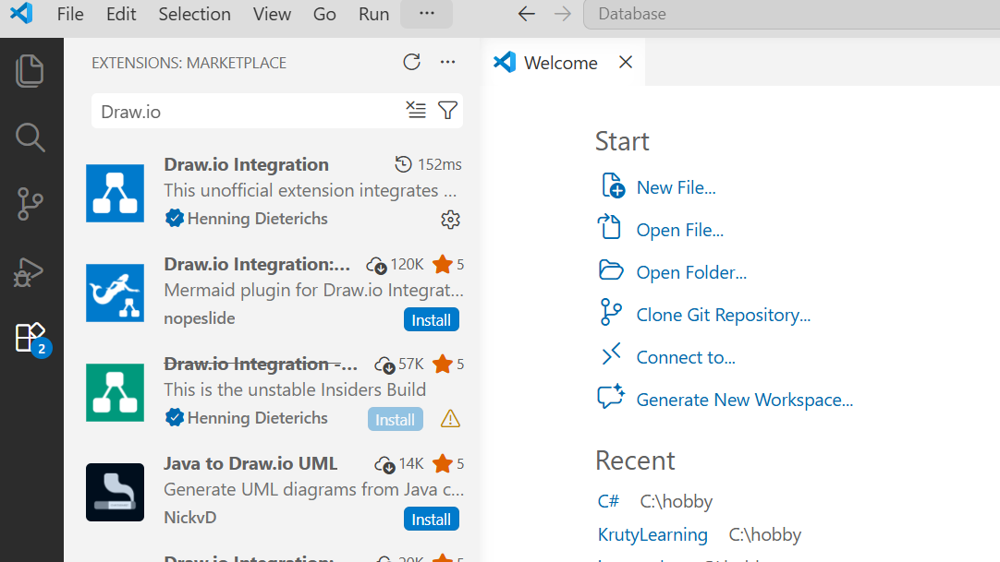 File Edit Selection View Go Run ···
Database
EXTENSIONS: MARKETPLACE
Welcome
Draw.io
Draw.io Integration 152ms
This unofficial extension integrates ...
Henning Dieterichs
Draw.io Integration:... 120K 5
Mermaid plugin for Draw.io Integrat...
nopeslide Install
Draw.io Integration -... 57K 5
This is the unstable Insiders Build
Henning Dieterichs Install
2
Java to Draw.io UML 14K 5
Generate UML diagrams from Java c...
NickvD Install
Draw.io Integration: 20K 5
Start
New File...
Open File...
Open Folder...
Clone Git Repository...
Connect to...
Generate New Workspace...
Recent
C# C:\hobby
KrutyLearning C:\hobby